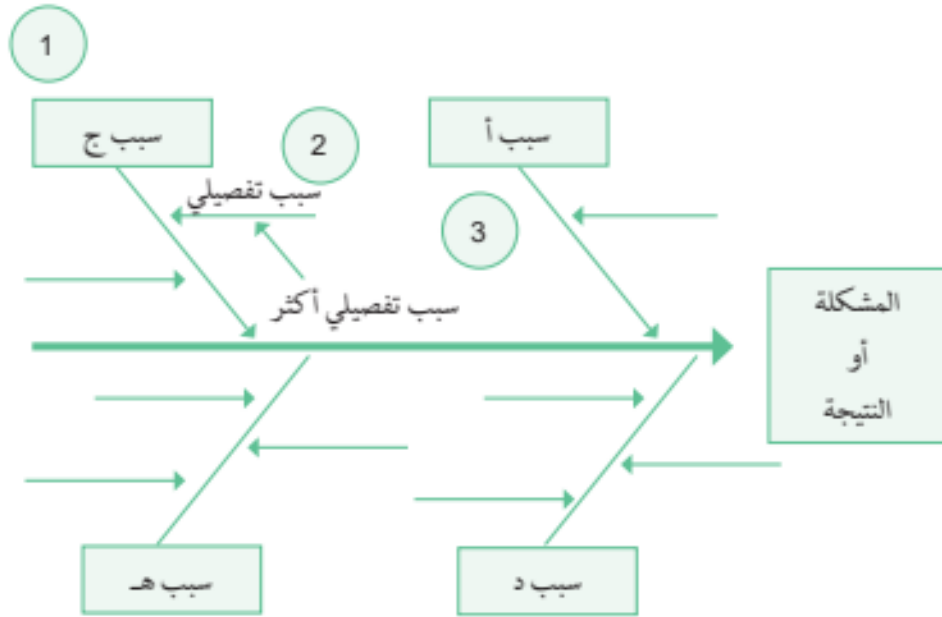 1
سبب أ
سبب ج
2
سبب تفصيلي
3
سبب تفصيلي أكثر
المشكلة
أو
النتيجة
سبب د
سبب هـ